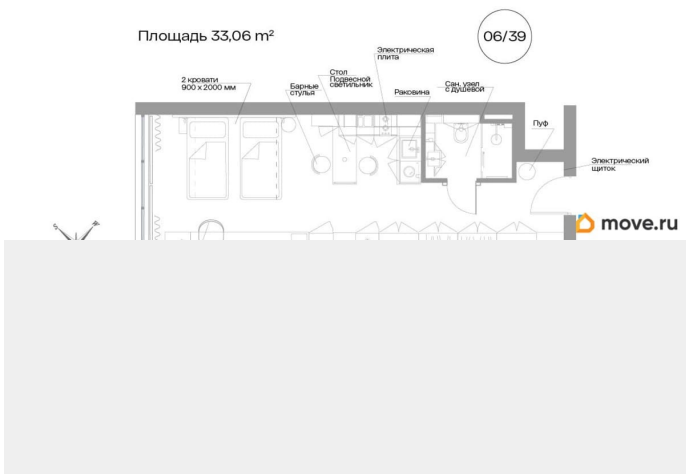 Площадь 33,06 m²
06/39
Электрическая
плита
2 кровати
900 х 2000 мм
Барные
стулья
Стол
Подвесной
светильник
Раковина
Сан. узел
с душевой
Пуф
Электрический
щиток
move.ru